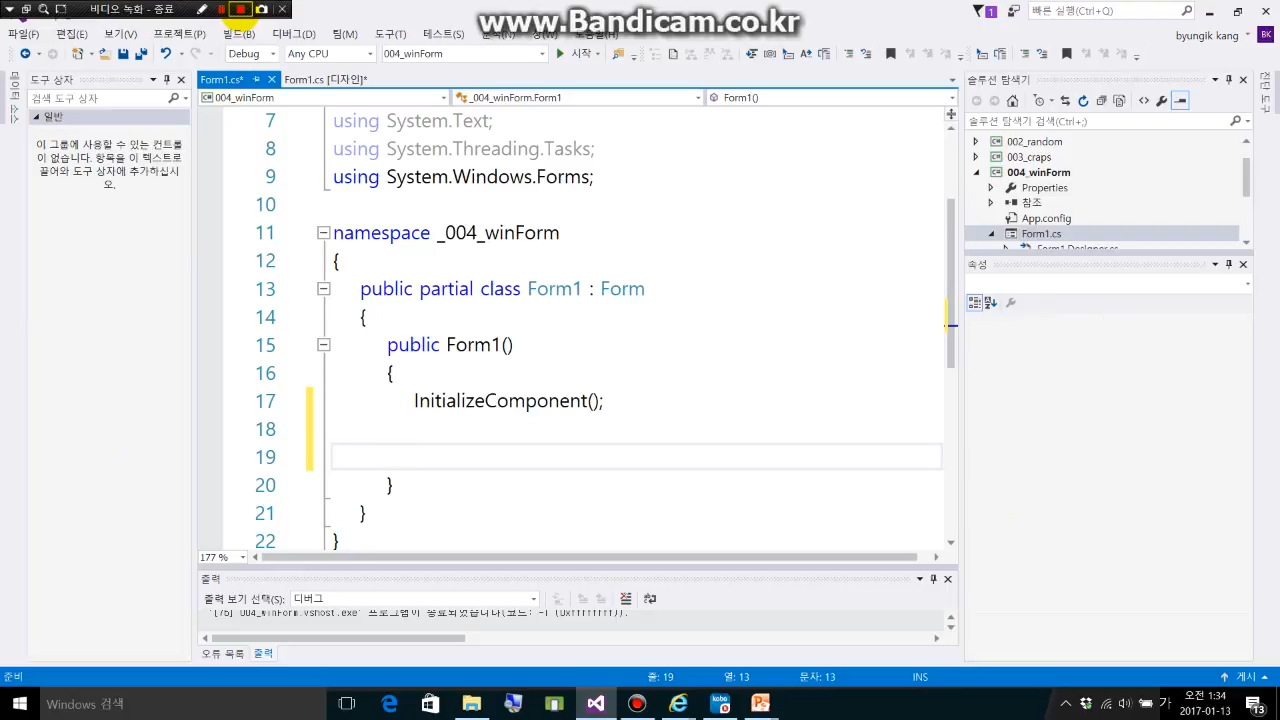 비디오 녹화 - 종료
www.Bandicam.co.kr
1
빠른 실행(Ctrl+Q)
파일(F) 편집(E) 보기(V) 프로젝트(P) 빌드(B) 디버그(D) 팀(M) 도구(T) 테스트(S)
byungik kang
BK
Debug
Any CPU
004_winForm
시작
도구 상자
검색 도구 상자
일반
이 그룹에 사용할 수 있는 컨트롤
이 없습니다. 항목을 이 텍스트로
끌어와 도구 상자에 추가하십시
오.
Form1.cs*
Form1.cs [디자인]*
004_winForm
_004_winForm.Form1
Form1()
7 using System.Text;
8 using System.Threading.Tasks;
9 using System.Windows.Forms;
10
11 namespace _004_winForm
12 {
13 public partial class Form1 : Form
14 {
15 public Form1()
16 {
17 InitializeComponent();
18
19
20 }
21 }
22 }
177 %
출력
출력 보기 선택(S): 디버그
오류 목록 출력
솔루션 탐색기
솔루션 탐색기 검색(Ctrl+;)
002_random
003_craps
004_winForm
Properties
참조
App.config
Form1.cs
Form1.Designer.cs
속성
준비
줄: 19
열: 13
문자: 13
INS
게시
Windows 검색
kobo
가
오전 1:34
2017-01-13
13